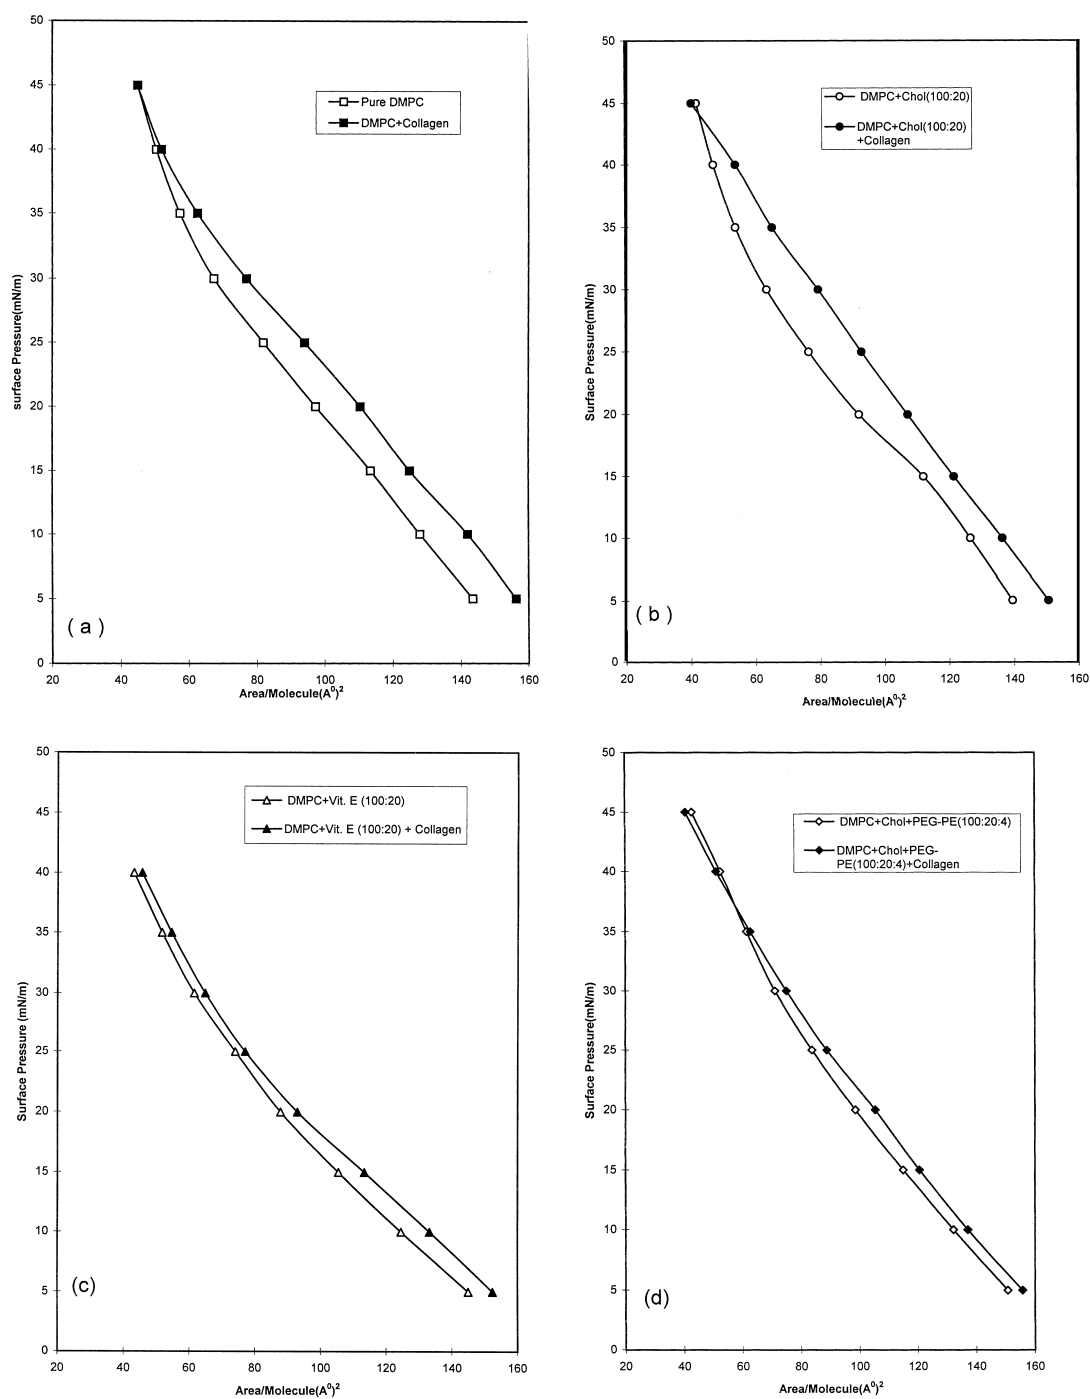 50
45
40
35
30
25
20
15
10
5
0
surface Pressure(mN/m)
Pure DMPC
DMPC+Collagen
( a )
20 40 60 80 100 120 140 160
Area/Molecule(A⁰)²
50
45
40
35
30
25
20
15
10
5
0
Surface Pressure(mN/m)
DMPC+Chol(100:20)
DMPC+Chol(100:20)
+Collagen
( b )
20 40 60 80 100 120 140 160
Area/Molecule(A⁰)²
50
45
40
35
30
25
20
15
10
5
0
Surface Pressure (mN/m)
DMPC+Vit. E (100:20)
DMPC+Vit. E (100:20) + Collagen
(c)
20 40 60 80 100 120 140 160
Area/Molecule(A⁰)²
50
45
40
35
30
25
20
15
10
5
0
Surface Pressure(mN/m)
DMPC+Chol+PEG-PE(100:20:4)
DMPC+Chol+PEG-
PE(100:20:4)+Collagen
(d)
20 40 60 80 100 120 140 160
Area/Molecule(A⁰)²